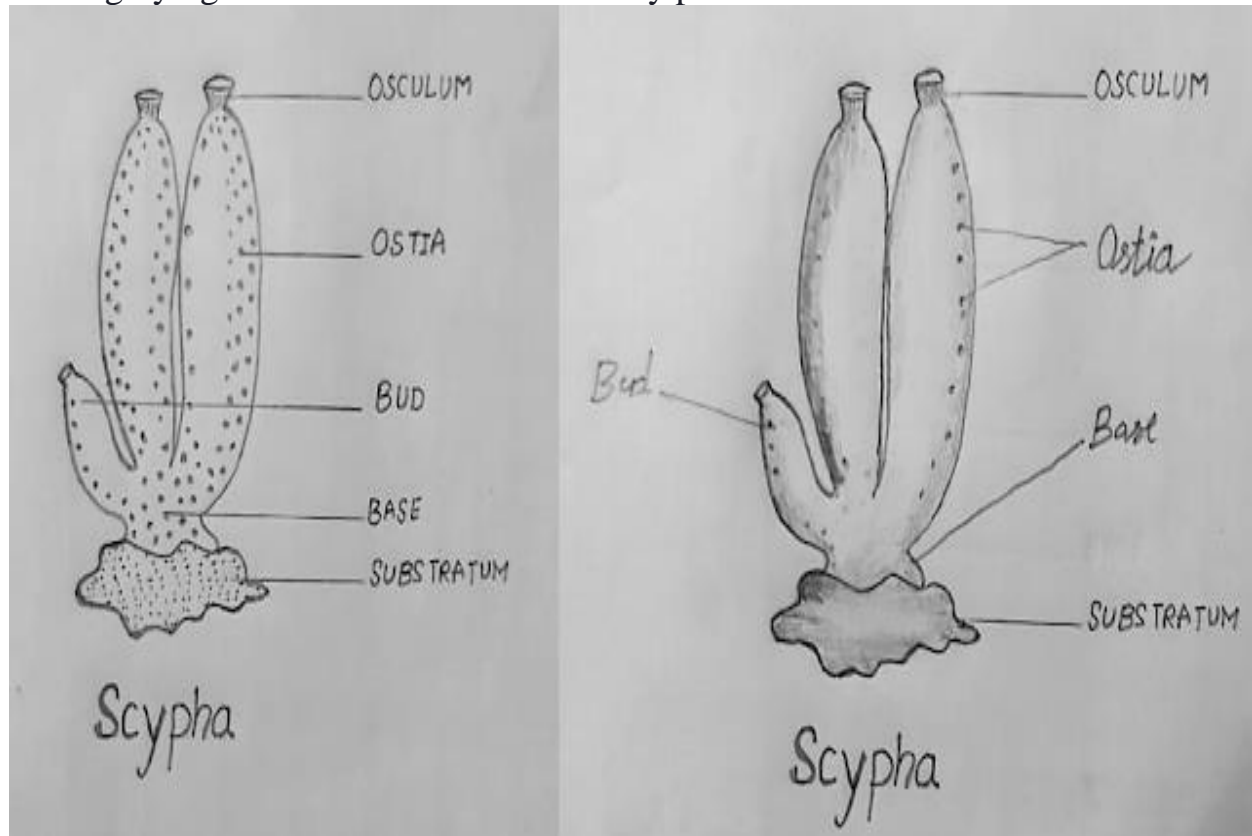 OSCULUM
OSTIA
BUD
BASE
SUBSTRATUM
Scypha
OSCULUM
Ostia
Bud
Base
SUBSTRATUM
Scypha